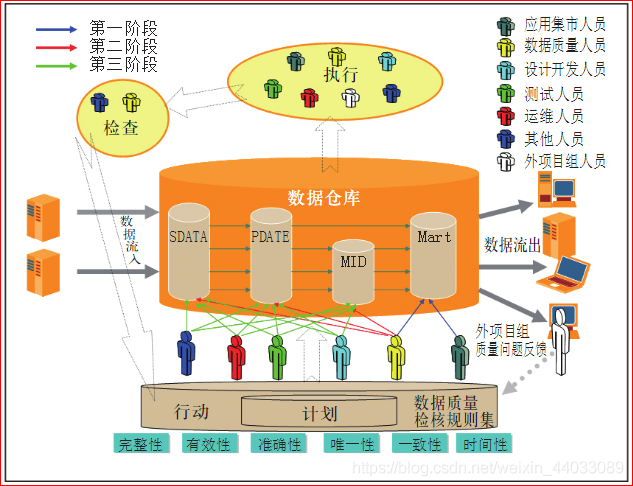 第一阶段
第二阶段
第三阶段
执行
检查
应用集市人员
数据质量人员
设计开发人员
测试人员
运维人员
其他人员
外项目组人员
数据仓库
数据流入
SDATA
PDATE
MID
Mart
数据流出
外项目组
质量问题反馈
行动
计划
数据质量
检核规则集
完整性
有效性
准确性
唯一性
一致性
时间性
https://blog.csdn.net/weixin_44033089